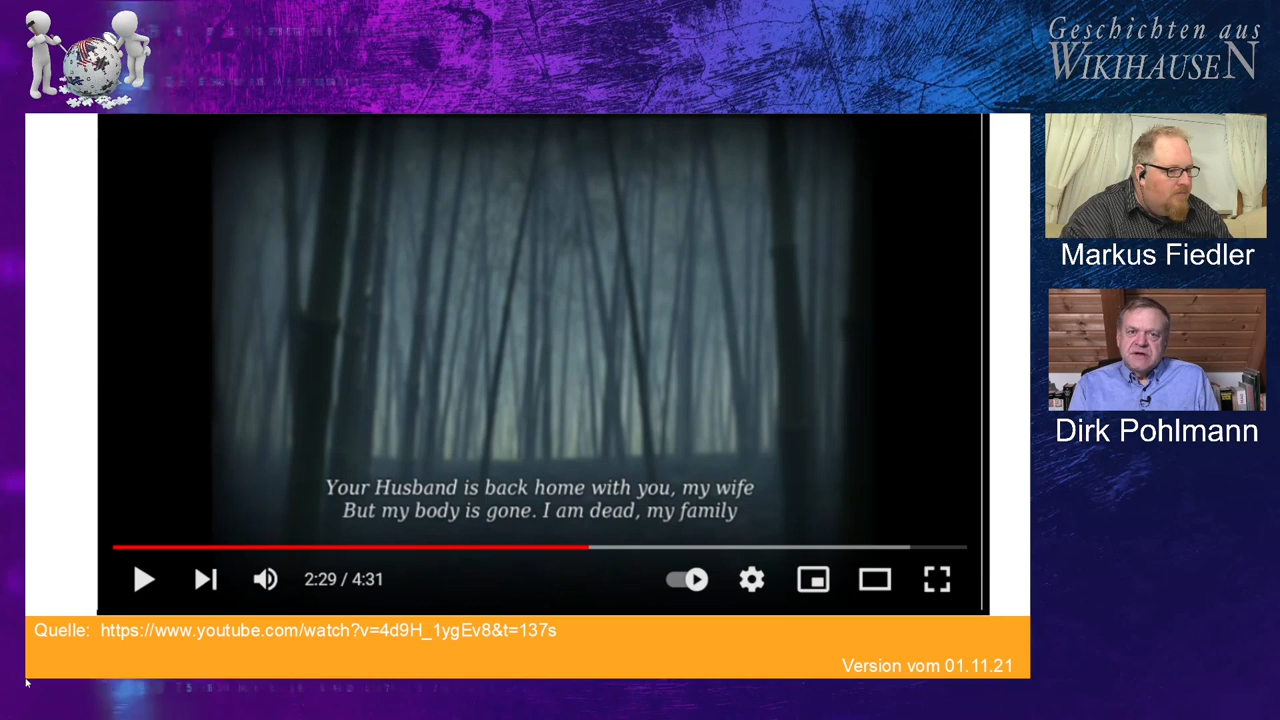 Geschichten aus
WIKIHAUSEN
Markus Fiedler
Dirk Pohlmann
Your Husband is back home with you, my wife
But my body is gone. I am dead, my family
2:29 / 4:31
Quelle: https://www.youtube.com/watch?v=4d9H_1ygEv8&t=137s
Version vom 01.11.21